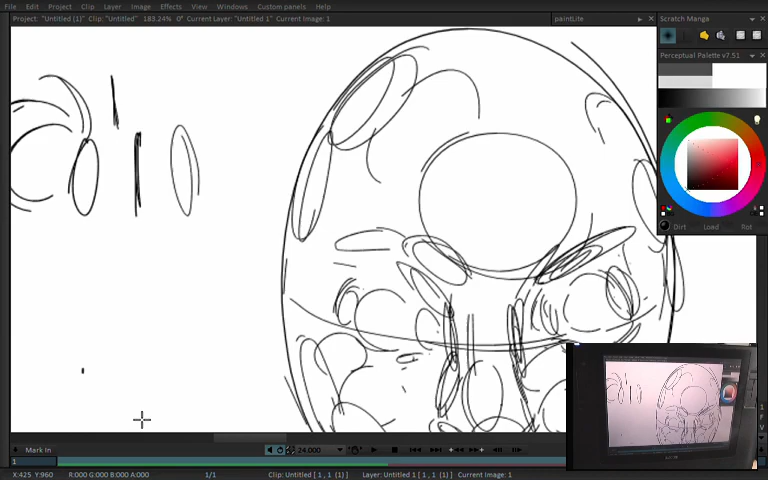 File Edit Project Clip Layer Image Effects View Windows Custom panels Help
Project: "Untitled (1)" Clip: "Untitled" 183.24% 0° Current Layer: "Untitled 1" Current Image: 1
paintLite
Scratch Manga
Perceptual Palette v7.51
Dirt Load Rot
Mark In
24.000
1
X:425 Y:960 R:000 G:000 B:000 A:000 1/1 Clip: Untitled [ 1 , 1 (1) ] Layer: Untitled 1 [ 1 , 1 (1) ] Current Image: 1